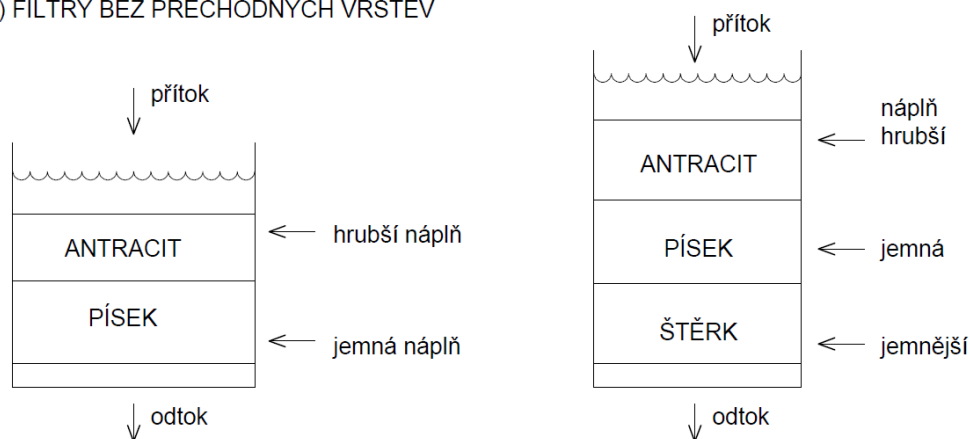 ) FILTRY BEZ PŘECHODNÝCH VRSTEV
přítok
ANTRACIT
hrubší náplň
PÍSEK
jemná náplň
odtok
přítok
náplň
hrubší
ANTRACIT
PÍSEK
jemná
ŠTĚRK
jemnější
odtok